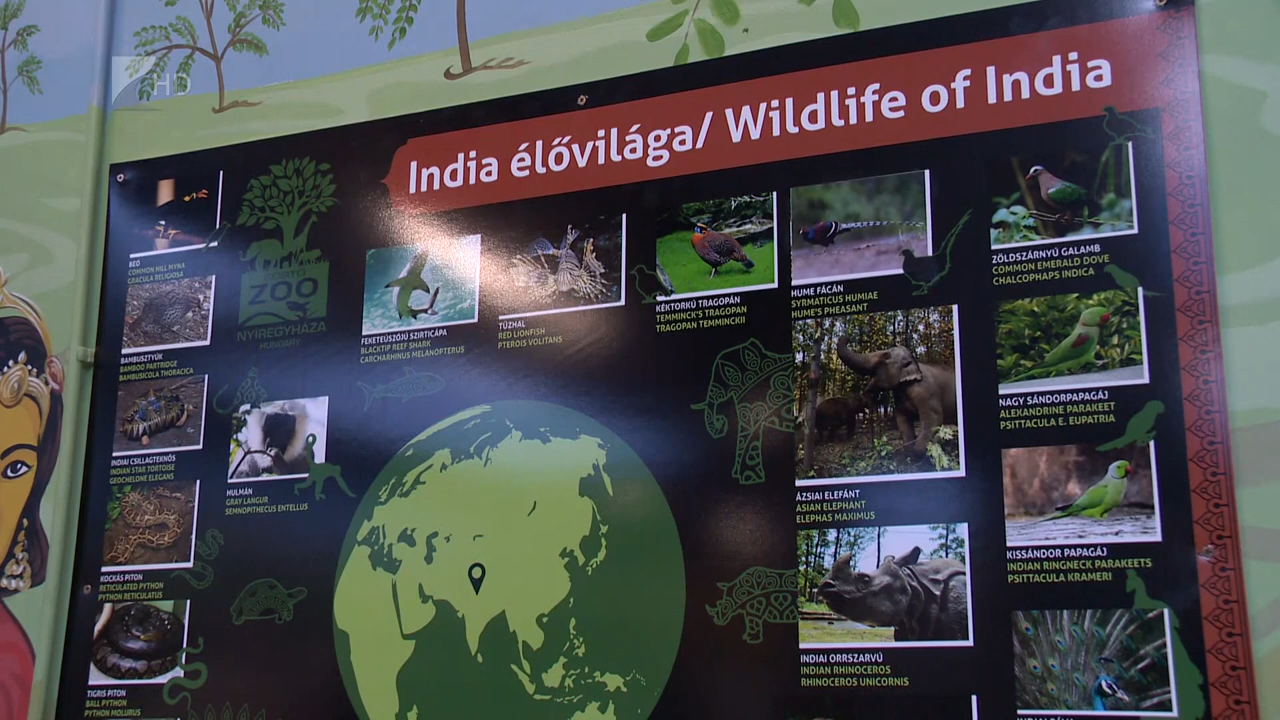 HD
India élővilága/ Wildlife of India
BEÓ
COMMON HILL MYNA
GRACULA RELIGIOSA
ZOO
NYÍREGYHÁZA
HUNGARY
BAMBUSZTYÚK
BAMBOO PARTRIDGE
BAMBUSICOLA THORACICA
INDIAI CSILLAGTEKNŐS
INDIAN STAR TORTOISE
GEOCHELONE ELEGANS
KOCKÁS PITON
RETICULATED PYTHON
PYTHON RETICULATUS
TIGRIS PITON
BALL PYTHON
PYTHON MOLURUS
HULMÁN
GRAY LANGUR
SEMNOPITHECUS ENTELLUS
FEKETEÚSZÓJÚ SZIRTICÁPA
BLACKTIP REEF SHARK
CARCHARHINUS MELANOPTERUS
TŰZHAL
RED LIONFISH
PTEROIS VOLITANS
KÉKTORKÚ TRAGOPÁN
TEMMINCK'S TRAGOPAN
TRAGOPAN TEMMINCKII
HUME FÁCÁN
SYRMATICUS HUMIAE
HUME'S PHEASANT
ÁZSIAI ELEFÁNT
ASIAN ELEPHANT
ELEPHAS MAXIMUS
INDIAI ORRSZARVÚ
INDIAN RHINOCEROS
RHINOCEROS UNICORNIS
ZÖLDSZÁRNYÚ GALAMB
COMMON EMERALD DOVE
CHALCOPHAPS INDICA
NAGY SÁNDORPAPAGÁJ
ALEXANDRINE PARAKEET
PSITTACULA E. EUPATRIA
KISSÁNDOR PAPAGÁJ
INDIAN RINGNECK PARAKEETS
PSITTACULA KRAMERI